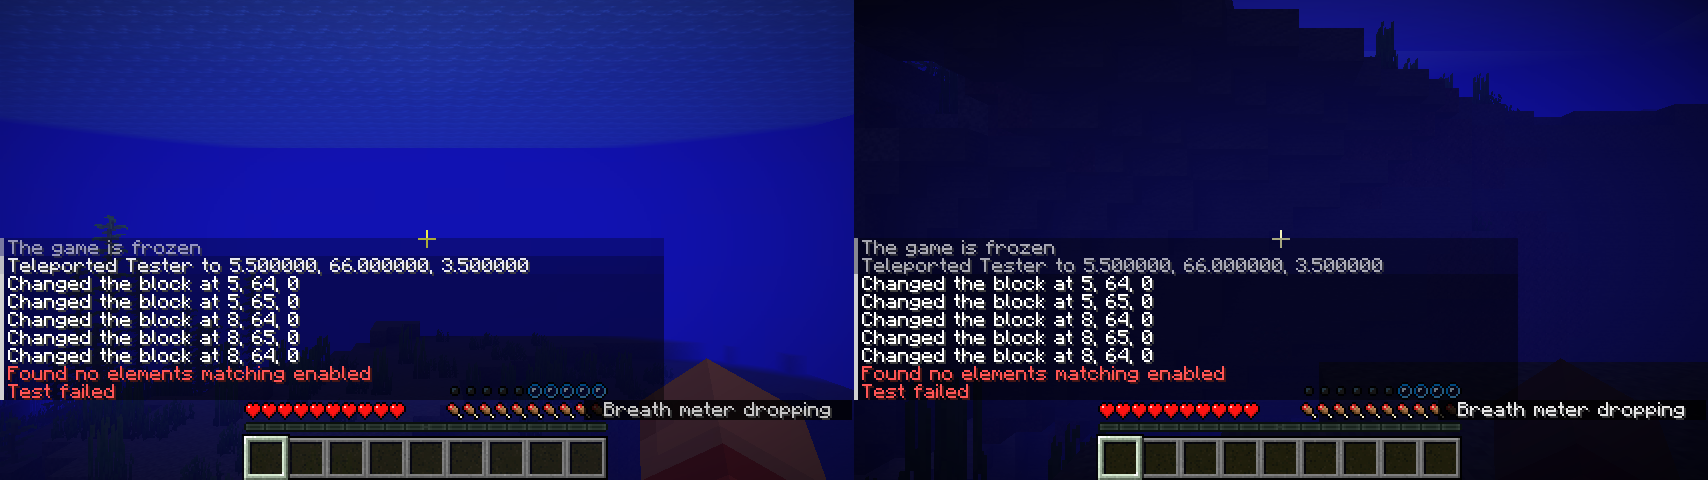 The game is frozen
Teleported Tester to 5.500000, 66.000000, 3.500000
Changed the block at 5, 64, 0
Changed the block at 5, 65, 0
Changed the block at 8, 64, 0
Changed the block at 8, 65, 0
Changed the block at 8, 64, 0
Found no elements matching enabled
Test failed
Breath meter dropping
The game is frozen
Teleported Tester to 5.500000, 66.000000, 3.500000
Changed the block at 5, 64, 0
Changed the block at 5, 65, 0
Changed the block at 8, 64, 0
Changed the block at 8, 65, 0
Changed the block at 8, 64, 0
Found no elements matching enabled
Test failed
Breath meter dropping